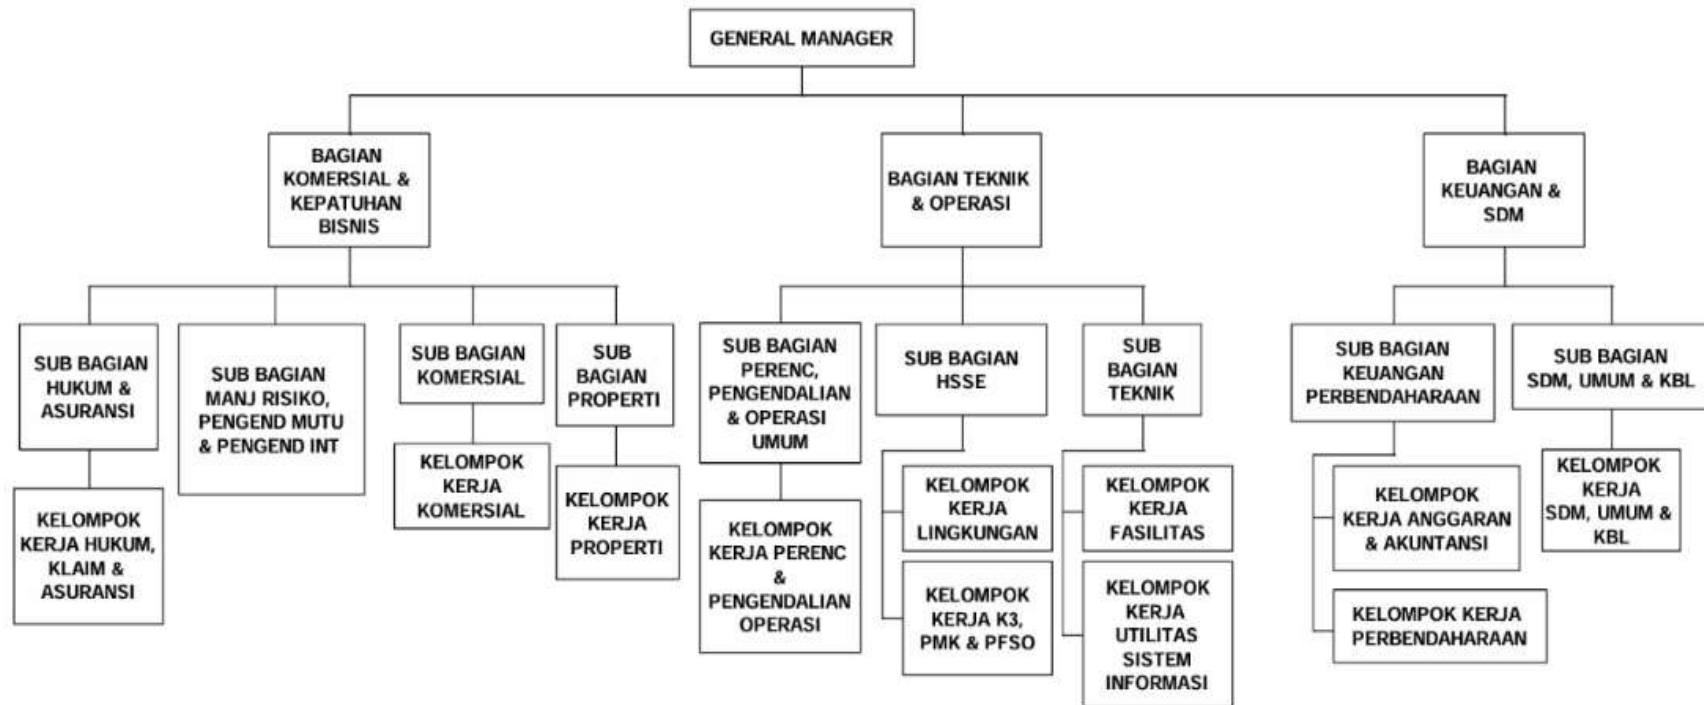 GENERAL MANAGER
BAGIAN
KOMERSIAL &
KEPATUHAN
BISNIS
BAGIAN TEKNIK
& OPERASI
BAGIAN
KEUANGAN &
SDM
SUB BAGIAN
HUKUM &
ASURANSI
SUB BAGIAN
MANJ RISIKO,
PENGEND MUTU
& PENGEND INT
SUB BAGIAN
KOMERSIAL
SUB
BAGIAN
PROPERTI
SUB BAGIAN
PERENC,
PENGENDALIAN
& OPERASI
UMUM
SUB BAGIAN
HSSE
SUB
BAGIAN
TEKNIK
SUB BAGIAN
KEUANGAN
PERBENDAHARAAN
SUB BAGIAN
SDM, UMUM & KBL
KELOMPOK
KERJA HUKUM,
KLAIM &
ASURANSI
KELOMPOK
KERJA
KOMERSIAL
KELOMPOK
KERJA
PROPERTI
KELOMPOK
KERJA PERENC
&
PENGENDALIAN
OPERASI
KELOMPOK
KERJA
LINGKUNGAN
KELOMPOK
KERJA K3,
PMK & PFSO
KELOMPOK
KERJA
FASILITAS
KELOMPOK
KERJA
UTILITAS
SISTEM
INFORMASI
KELOMPOK
KERJA ANGGARAN
& AKUNTANSI
KELOMPOK KERJA
PERBENDAHARAAN
KELOMPOK
KERJA
SDM, UMUM &
KBL